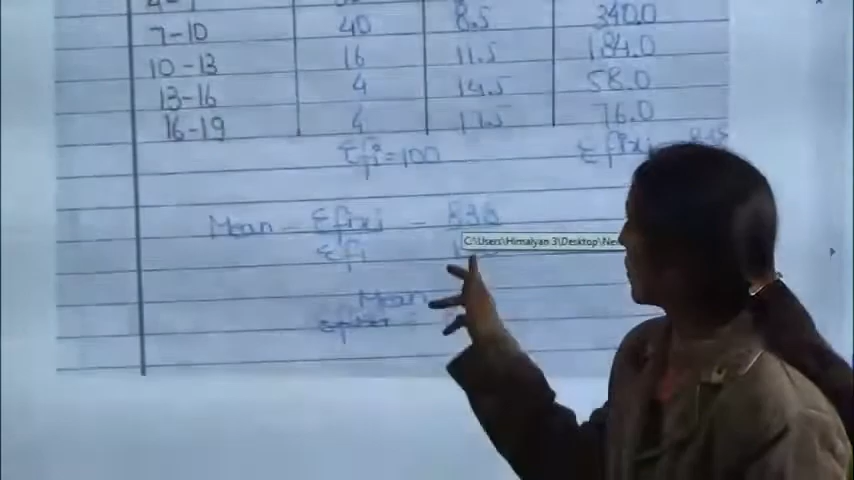 7-10 40 8.5 340.0
10-13 16 11.5 184.0
13-16 4 14.5 58.0
16-19 4 17.5 76.0
Σfi = 100 Σfixi
Mean = Σfixi = 838
C:\Users\Himalyan 3\Desktop\Ne
Σfi
Mean